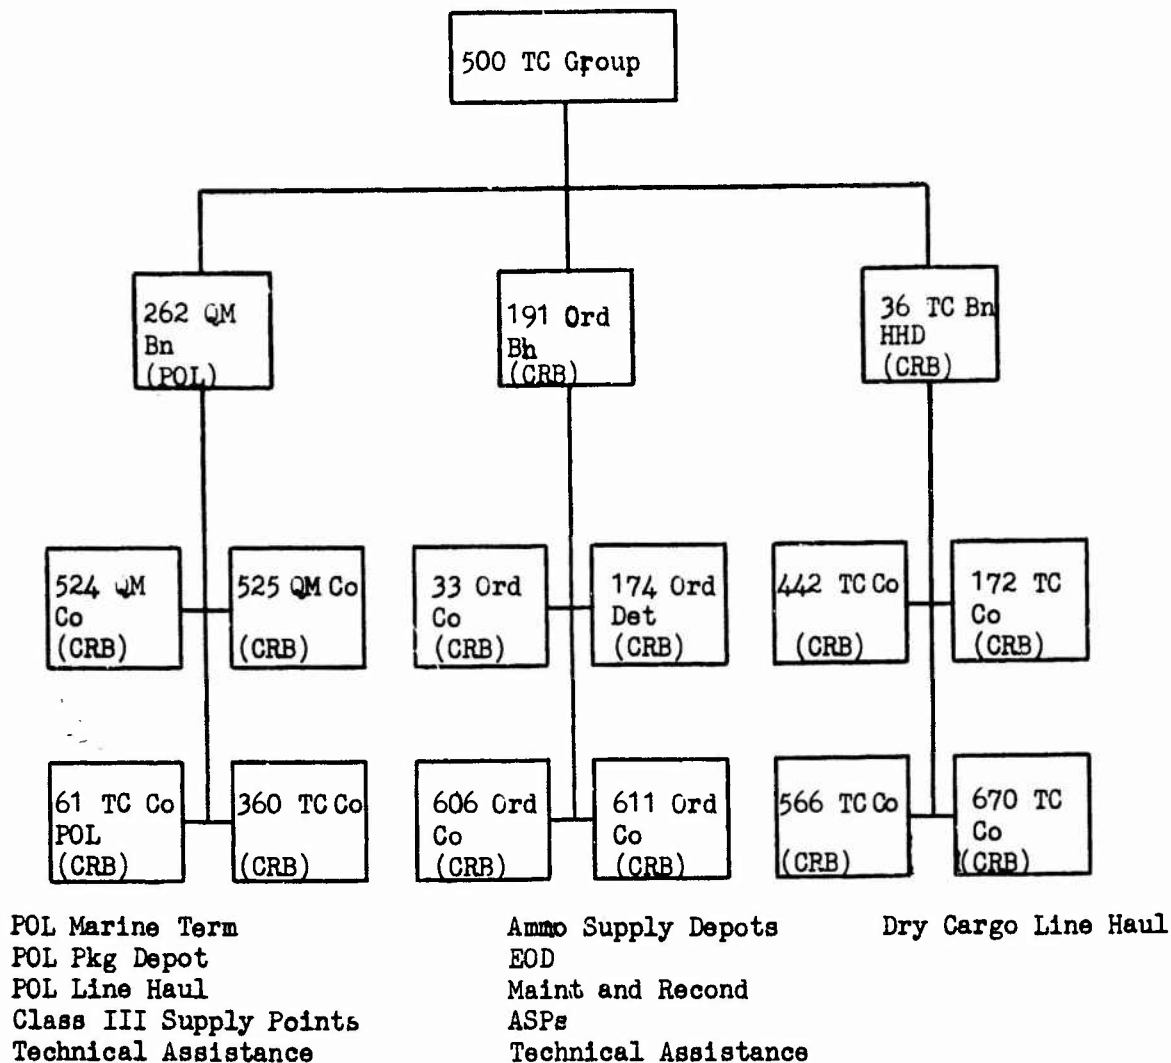 500 TC Group
262 QM
Bn
(POL)
191 Ord
Bh
(CRB)
36 TC Bn
HHD
(CRB)
524 QM
Co
(CRB)
525 QM Co
(CRB)
33 Ord
Co
(CRB)
174 Ord
Det
(CRB)
442 TC Co
(CRB)
172 TC
Co
(CRB)
61 TC Co
POL
(CRB)
360 TC Co
(CRB)
606 Ord
Co
(CRB)
611 Ord
Co
(CRB)
566 TC Co
(CRB)
670 TC
Co
(CRB)
POL Marine Term
POL Pkg Depot
POL Line Haul
Class III Supply Points
Technical Assistance
Ammo Supply Depots
EOD
Maint and Recond
ASPs
Technical Assistance
Dry Cargo Line Haul